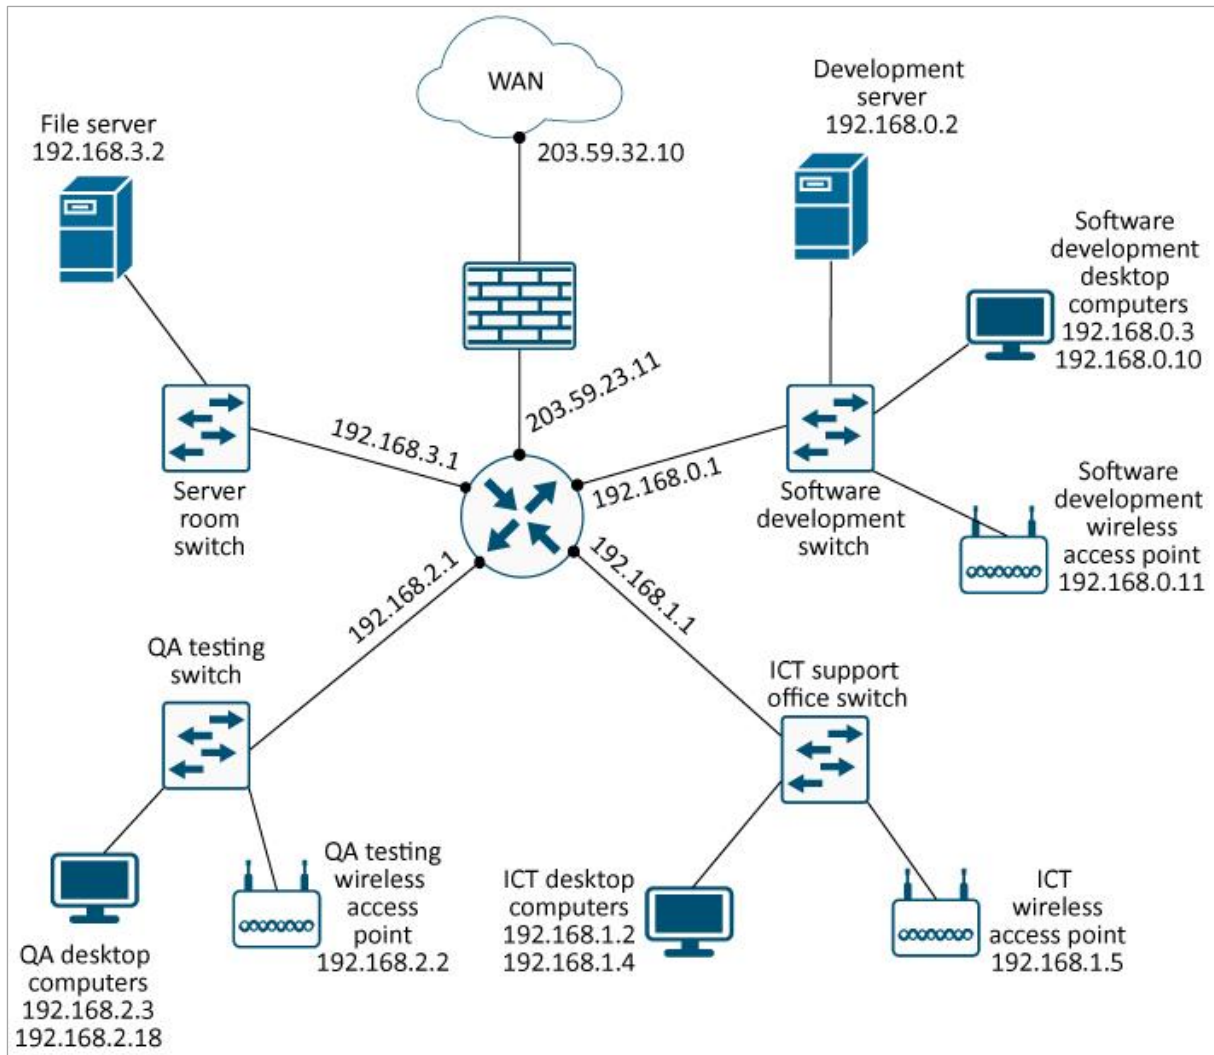 WAN
203.59.32.10
Development
server
192.168.0.2
File server
192.168.3.2
Software
development
desktop
computers
192.168.0.3
192.168.0.10
203.59.23.11
192.168.3.1
192.168.0.1
Server
room
switch
Software
development
switch
Software
development
wireless
access point
192.168.0.11
192.168.2.1
192.168.1.1
QA testing
switch
ICT support
office switch
QA desktop
computers
192.168.2.3
192.168.2.18
QA testing
wireless
access
point
192.168.2.2
ICT desktop
computers
192.168.1.2
192.168.1.4
ICT
wireless
access point
192.168.1.5